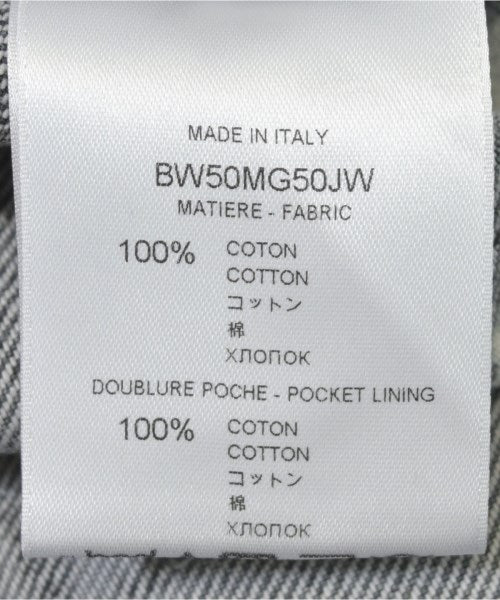 MADE IN ITALY
BW50MG50JW
MATIERE - FABRIC
100% COTON
COTTON
コットン
棉
ХЛОПОК
DOUBLURE POCHE - POCKET LINING
100% COTON
COTTON
コットン
棉
ХЛОПОК